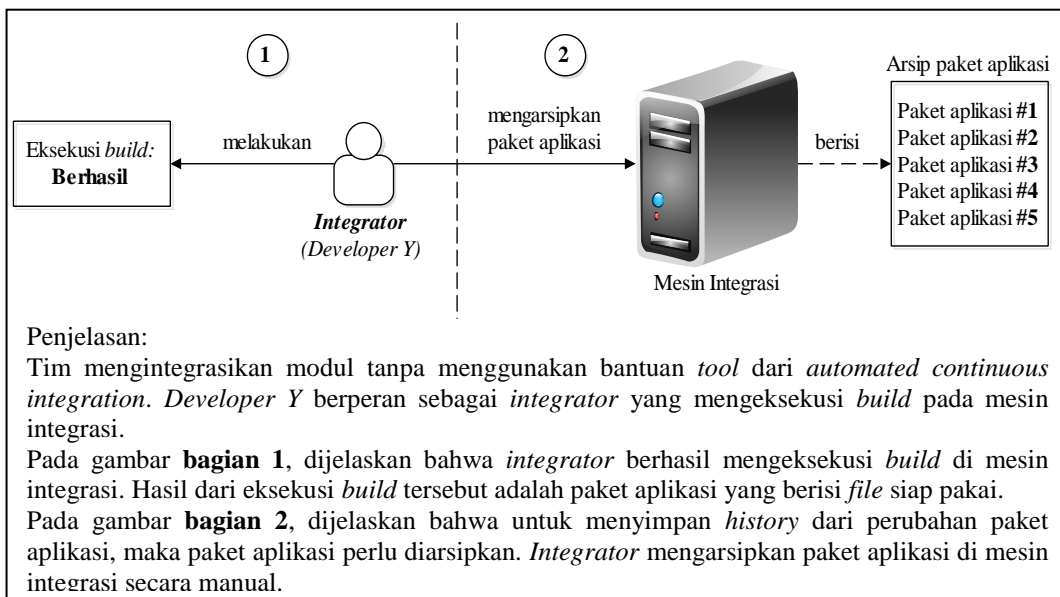 1
2
Arsip paket aplikasi
Eksekusi build:
Berhasil
melakukan
Integrator
(Developer Y)
mengarsipkan
paket aplikasi
Mesin Integrasi
berisi
Paket aplikasi #1
Paket aplikasi #2
Paket aplikasi #3
Paket aplikasi #4
Paket aplikasi #5
Penjelasan:
Tim mengintegrasikan modul tanpa menggunakan bantuan tool dari automated continuous
integration. Developer Y berperan sebagai integrator yang mengeksekusi build pada mesin
integrasi.
Pada gambar bagian 1, dijelaskan bahwa integrator berhasil mengeksekusi build di mesin
integrasi. Hasil dari eksekusi build tersebut adalah paket aplikasi yang berisi file siap pakai.
Pada gambar bagian 2, dijelaskan bahwa untuk menyimpan history dari perubahan paket
aplikasi, maka paket aplikasi perlu diarsipkan. Integrator mengarsipkan paket aplikasi di mesin
integrasi secara manual.